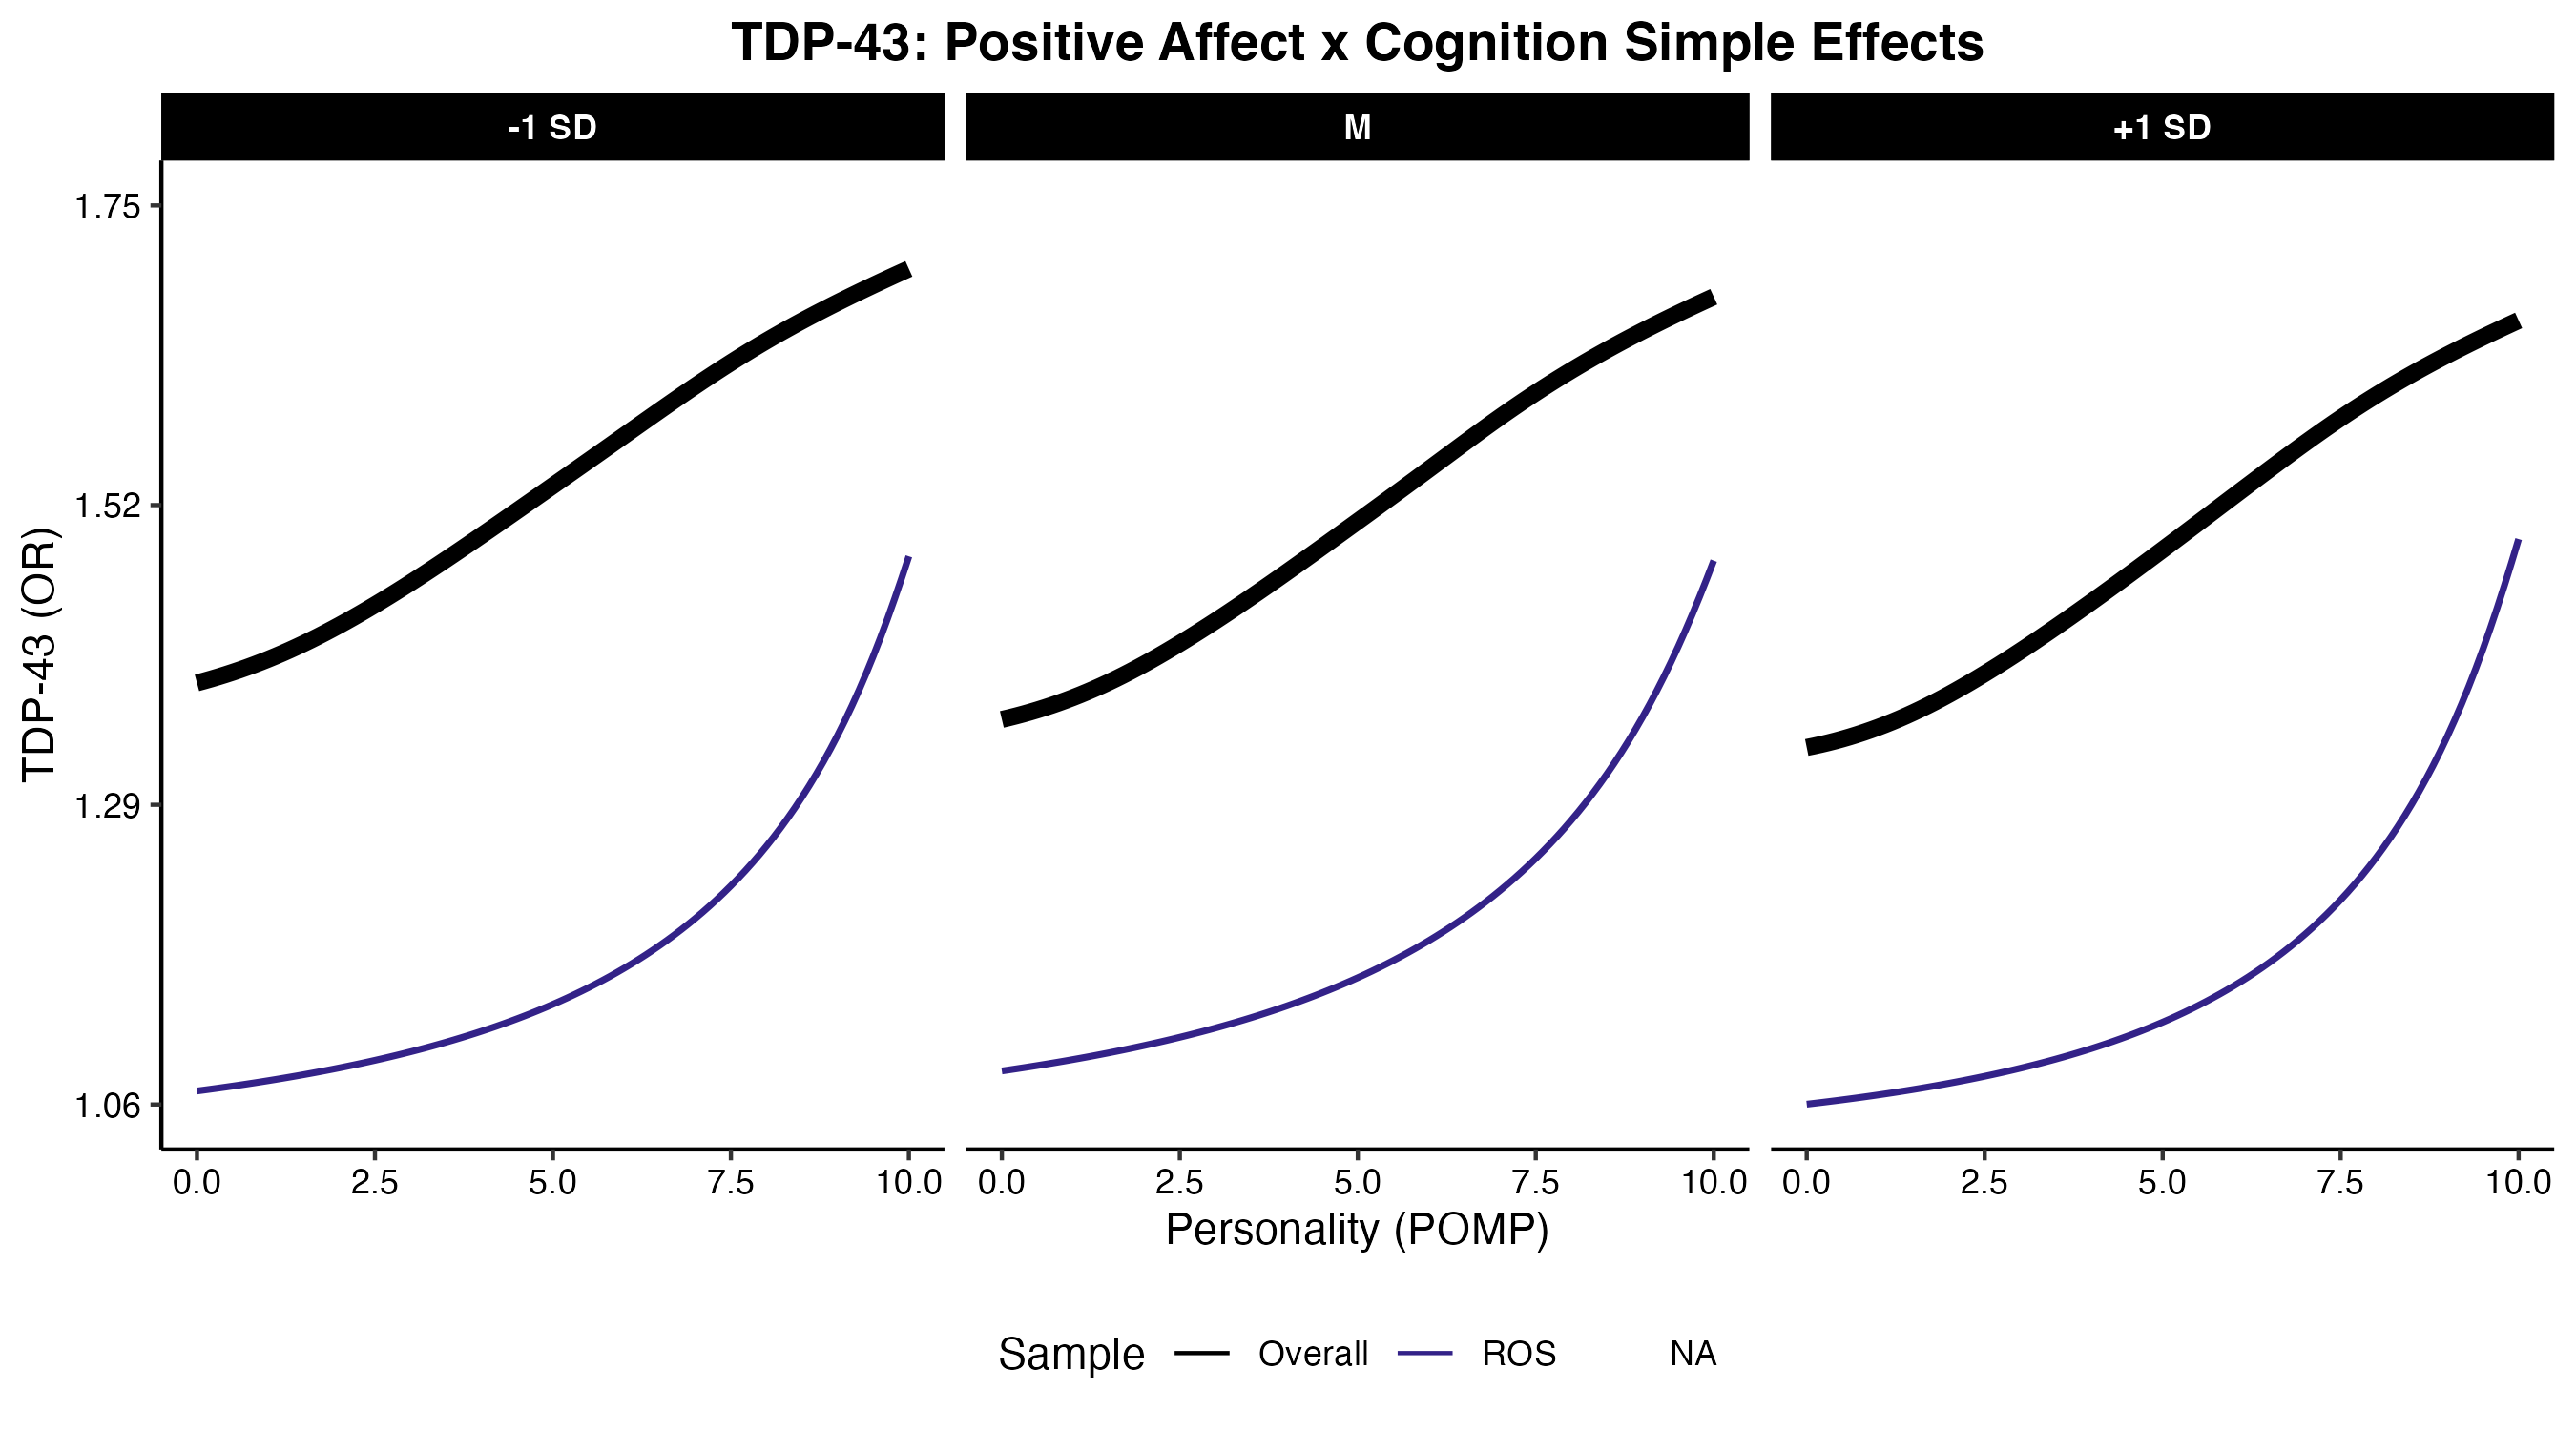 TDP-43: Positive Affect x Cognition Simple Effects
-1 SD M +1 SD
TDP-43 (OR)
1.75
1.52
1.29
1.06
0.0 2.5 5.0 7.5 10.0 0.0 2.5 5.0 7.5 10.0 0.0 2.5 5.0 7.5 10.0
Personality (POMP)
Sample Overall ROS NA